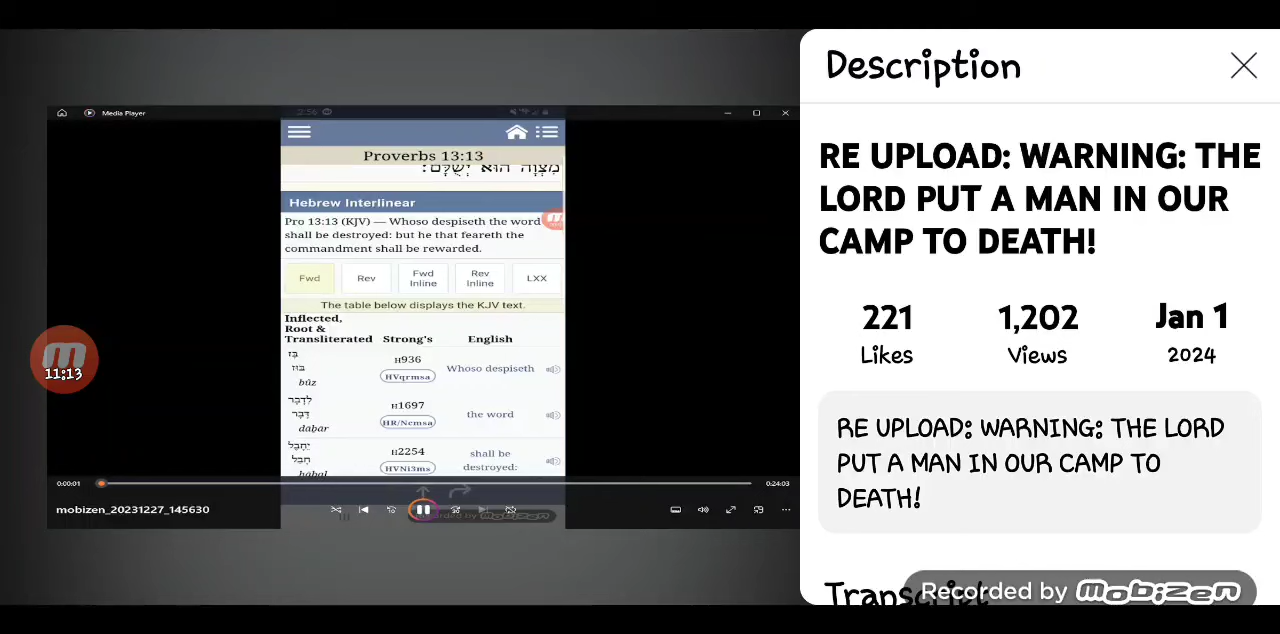 Media Player
Proverbs 13:13
מִצְוָה הוּא יְשֻׁלָּם׃
Hebrew Interlinear
Pro 13:13 (KJV) — Whoso despiseth the word
shall be destroyed: but he that feareth the
commandment shall be rewarded.
Fwd
Rev
Fwd
Inline
Rev
Inline
LXX
The table below displays the KJV text.
Inflected,
Root &
Transliterated Strong's English
בָּז
בּוּז
bûz
H936
HVqrmsa
Whoso despiseth
לְדָבָר
דָּבָר
dāḇār
H1697
HR/Ncmsa
the word
יֵחָבֶל
חָבַל
H2254
HVNi3ms
shall be
destroyed:
0:00:01
0:24:03
mobizen_20231227_145630
11:13
Description
RE UPLOAD: WARNING: THE
LORD PUT A MAN IN OUR
CAMP TO DEATH!
221 1,202 Jan 1
Likes Views 2024
RE UPLOAD: WARNING: THE LORD
PUT A MAN IN OUR CAMP TO
DEATH!
Transcript
Recorded by mobizen